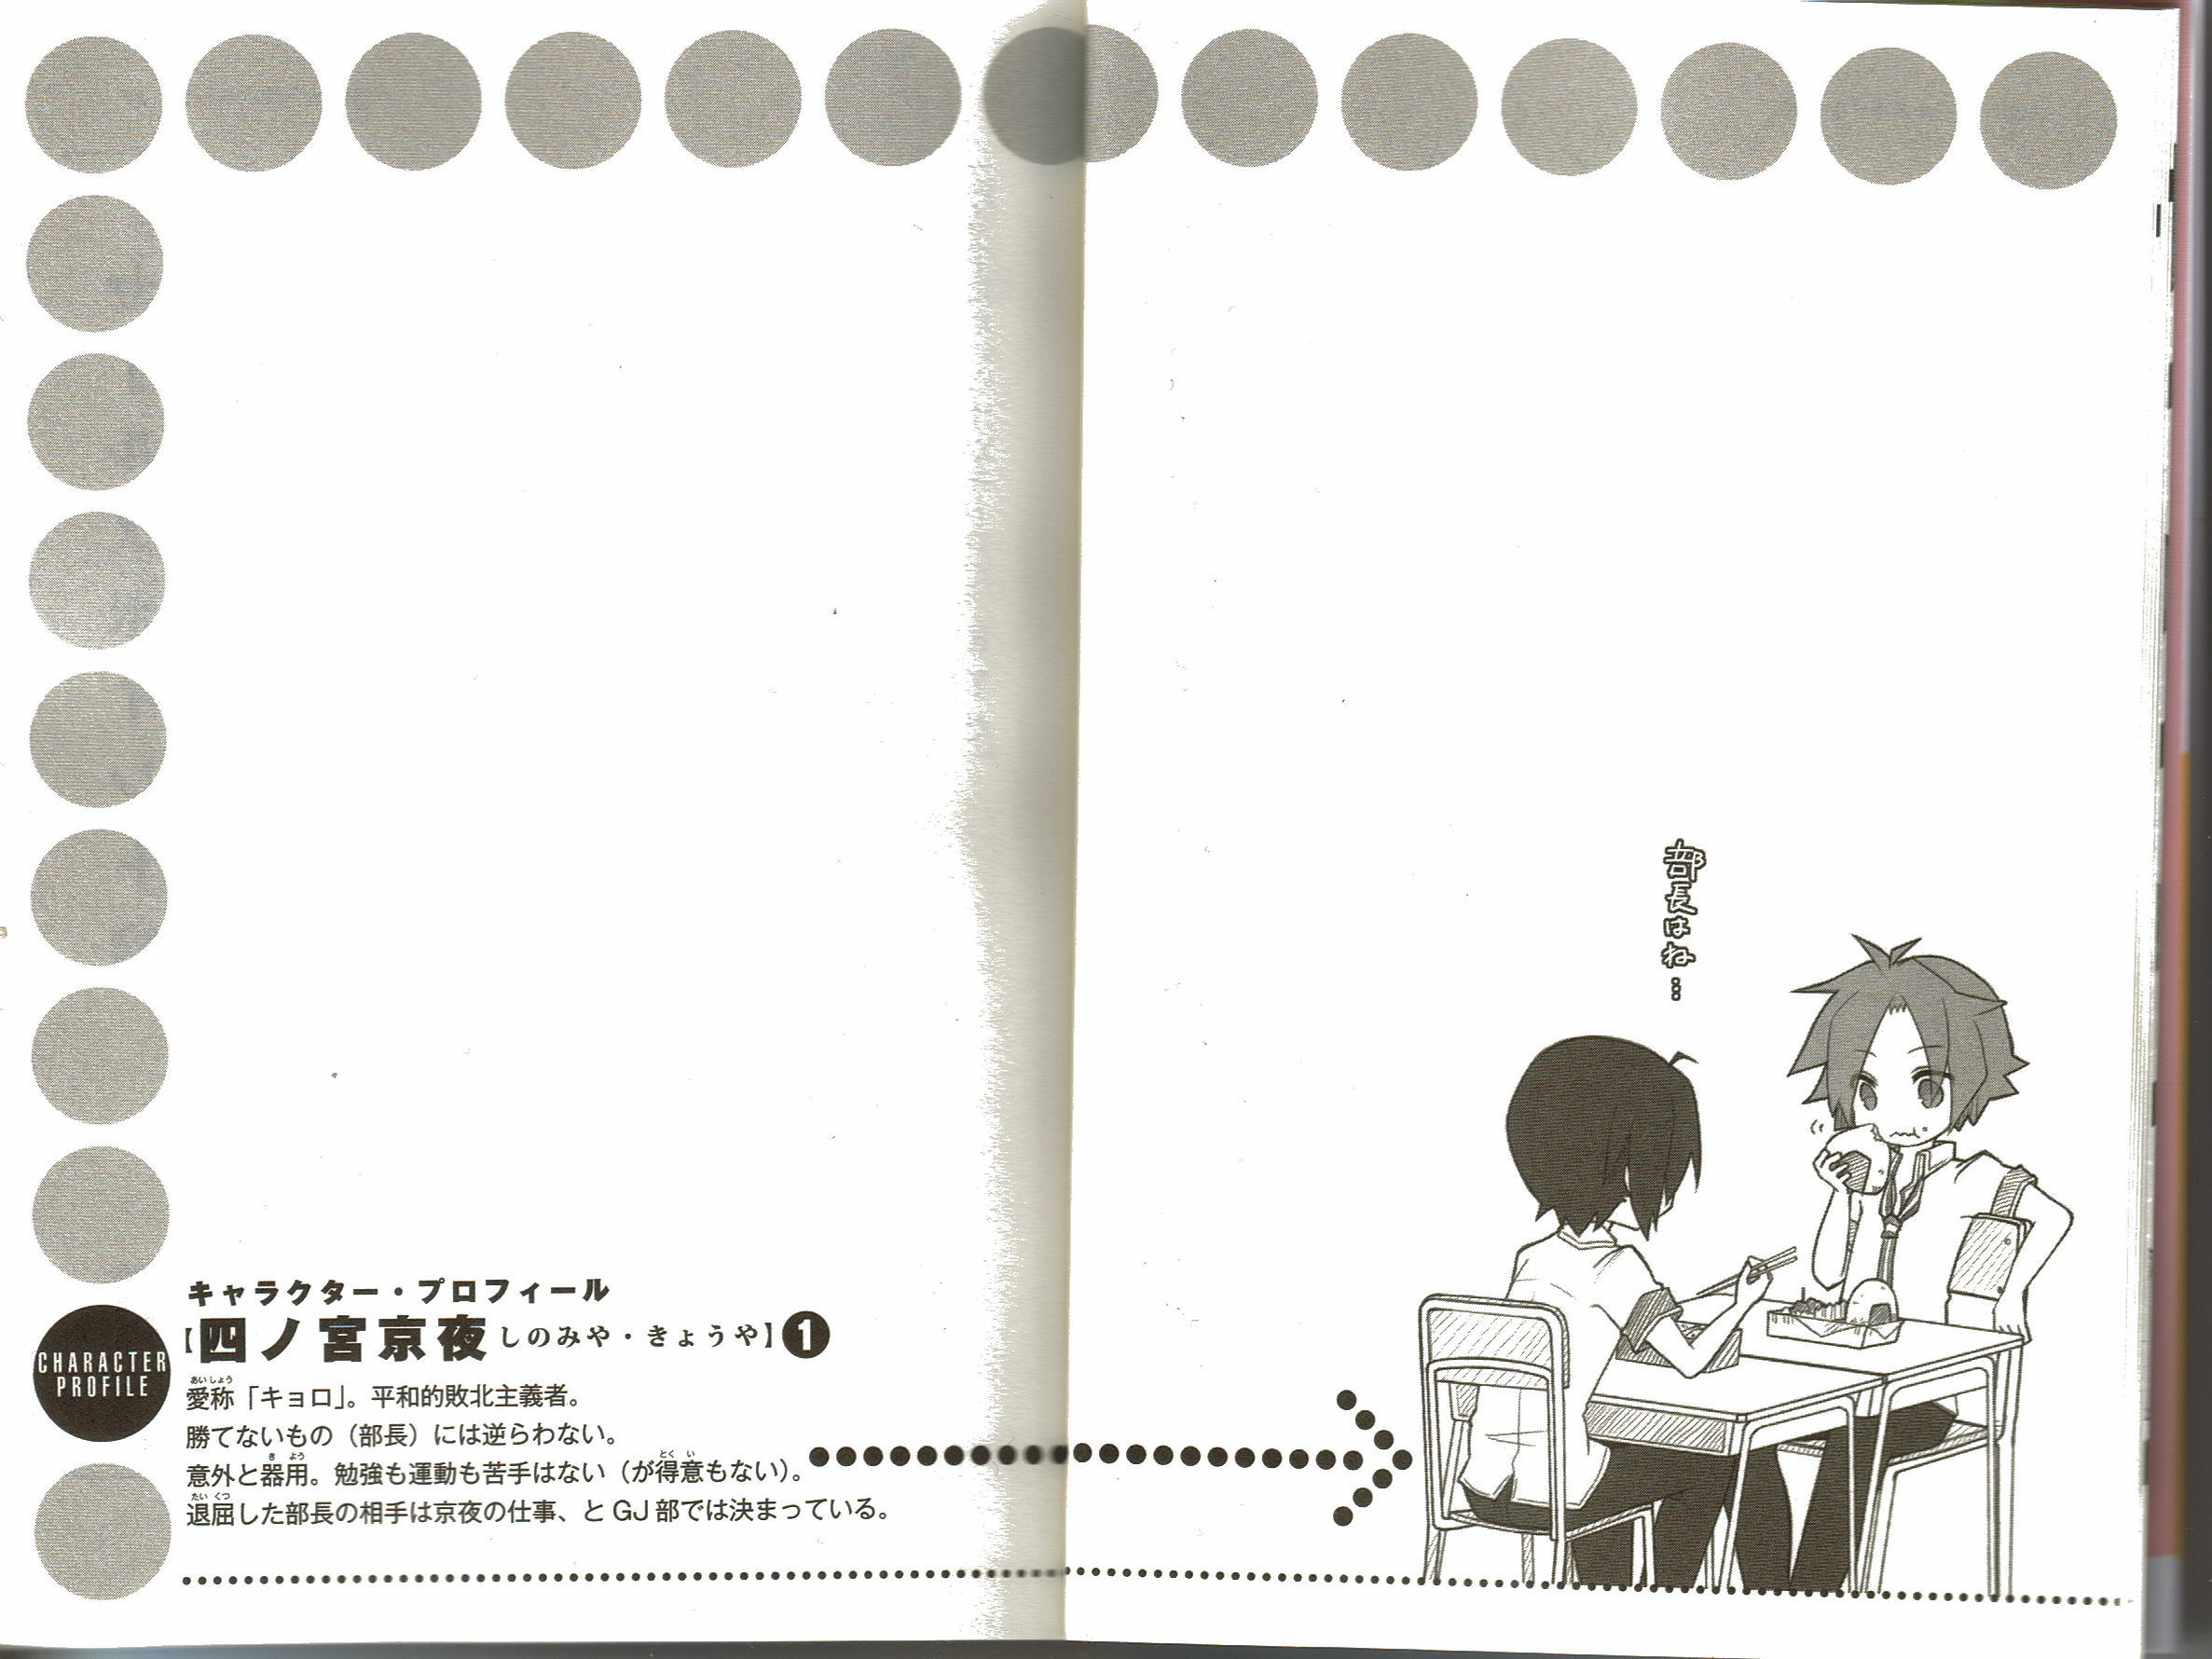 部長はね…
CHARACTER
PROFILE
キャラクター・プロフィール
【四ノ宮京夜 しのみや・きょうや】❶
愛称「キョロ」。平和的敗北主義者。
勝てないもの（部長）には逆らわない。
意外と器用。勉強も運動も苦手はない（が得意もない）。
退屈した部長の相手は京夜の仕事、とGJ部では決まっている。